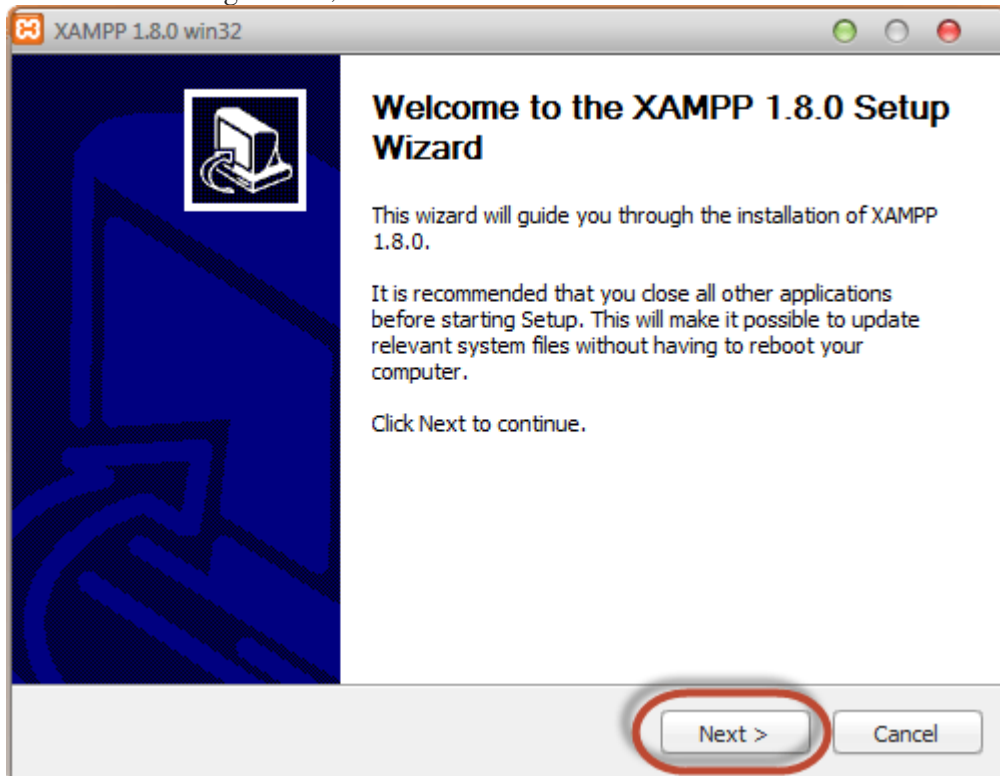 XAMPP 1.8.0 win32
Welcome to the XAMPP 1.8.0 Setup
Wizard
This wizard will guide you through the installation of XAMPP
1.8.0.
It is recommended that you close all other applications
before starting Setup. This will make it possible to update
relevant system files without having to reboot your
computer.
Click Next to continue.
Next >
Cancel